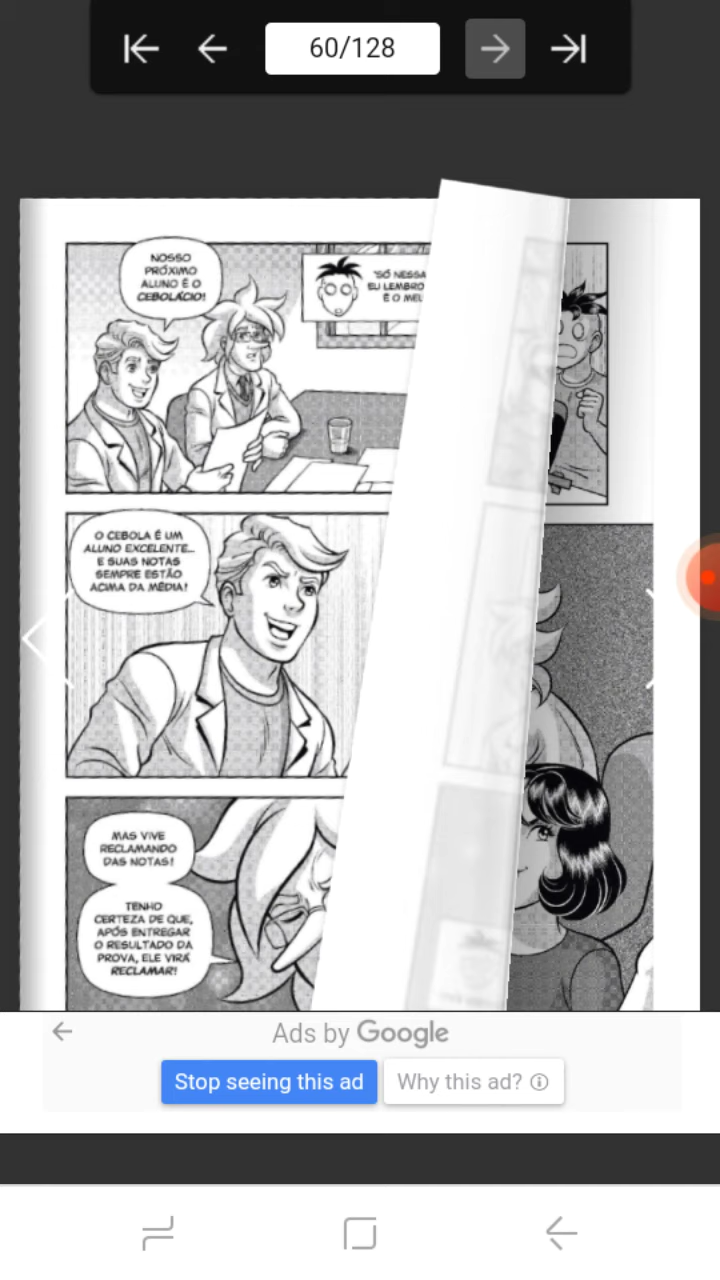 60/128
NOSSO
PRÓXIMO
ALUNO É O
CEBOLÁCIO!
"SÓ NESSA
EU LEMBRO
É O
O CEBOLA É UM
ALUNO EXCELENTE...
E SUAS NOTAS
SEMPRE ESTÃO
ACIMA DA MÉDIA!
MAS VIVE
RECLAMANDO
DAS NOTAS!
TENHO
CERTEZA DE QUE,
APÓS ENTREGAR
O RESULTADO DA
PROVA, ELE VIRÁ
RECLAMAR!
Ads by Google
Stop seeing this ad
Why this ad?